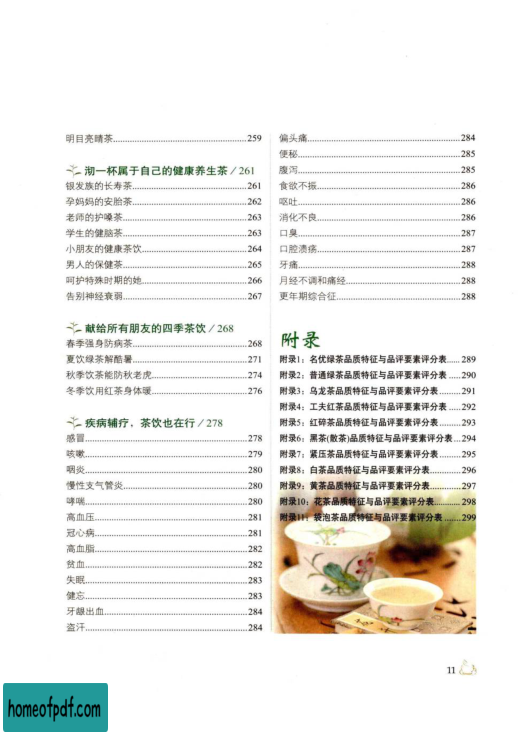 明目亮睛茶......259
沏一杯属于自己的健康养生茶/261
银发族的长寿茶......261
孕妈妈的安胎茶......262
老师的护嗓茶......263
学生的健脑茶......263
小朋友的健康茶饮......264
男人的保健茶......265
呵护特殊时期的她......266
告别神经衰弱......267
献给所有朋友的四季茶饮/268
春季强身防病茶......268
夏饮绿茶解酷暑......271
秋季饮茶能防秋老虎......274
冬季饮用红茶身体暖......276
疾病辅疗，茶饮也在行/278
感冒......278
咳嗽......279
咽炎......280
慢性支气管炎......280
哮喘......280
高血压......281
冠心病......281
高血脂......282
贫血......282
失眠......283
健忘......283
牙龈出血......284
盗汗......284
偏头痛......284
便秘......285
腹泻......285
食欲不振......286
呕吐......286
消化不良......286
口臭......287
口腔溃疡......287
牙痛......288
月经不调和痛经......288
更年期综合征......288
附录
附录1：名优绿茶品质特征与品评要素评分表......289
附录2：普通绿茶品质特征与品评要素评分表......290
附录3：乌龙茶品质特征与品评要素评分表......291
附录4：工夫红茶品质特征与品评要素评分表......292
附录5：红碎茶品质特征与品评要素评分表......293
附录6：黑茶(散茶)品质特征与品评要素评分表...294
附录7：紧压茶品质特征与品评要素评分表......295
附录8：白茶品质特征与品评要素评分表......296
附录9：黄茶品质特征与品评要素评分表......297
附录10：花茶品质特征与品评要素评分表......298
附录11：袋泡茶品质特征与品评要素评分表......299
11
homeofpdf.com